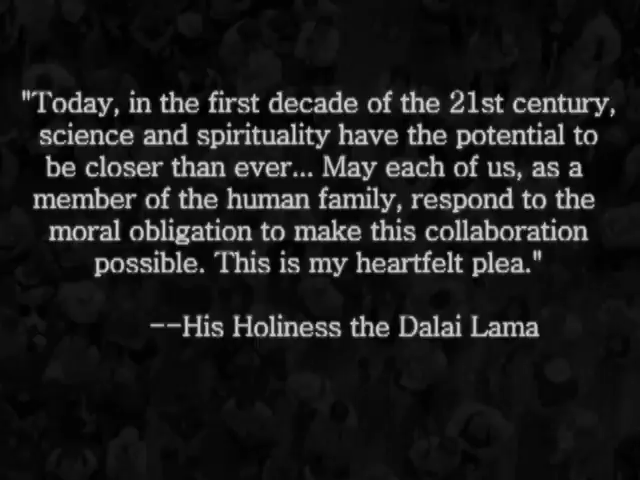 "Today, in the first decade of the 21st century,
science and spirituality have the potential to
be closer than ever... May each of us, as a
member of the human family, respond to the
moral obligation to make this collaboration
possible. This is my heartfelt plea."
--His Holiness the Dalai Lama